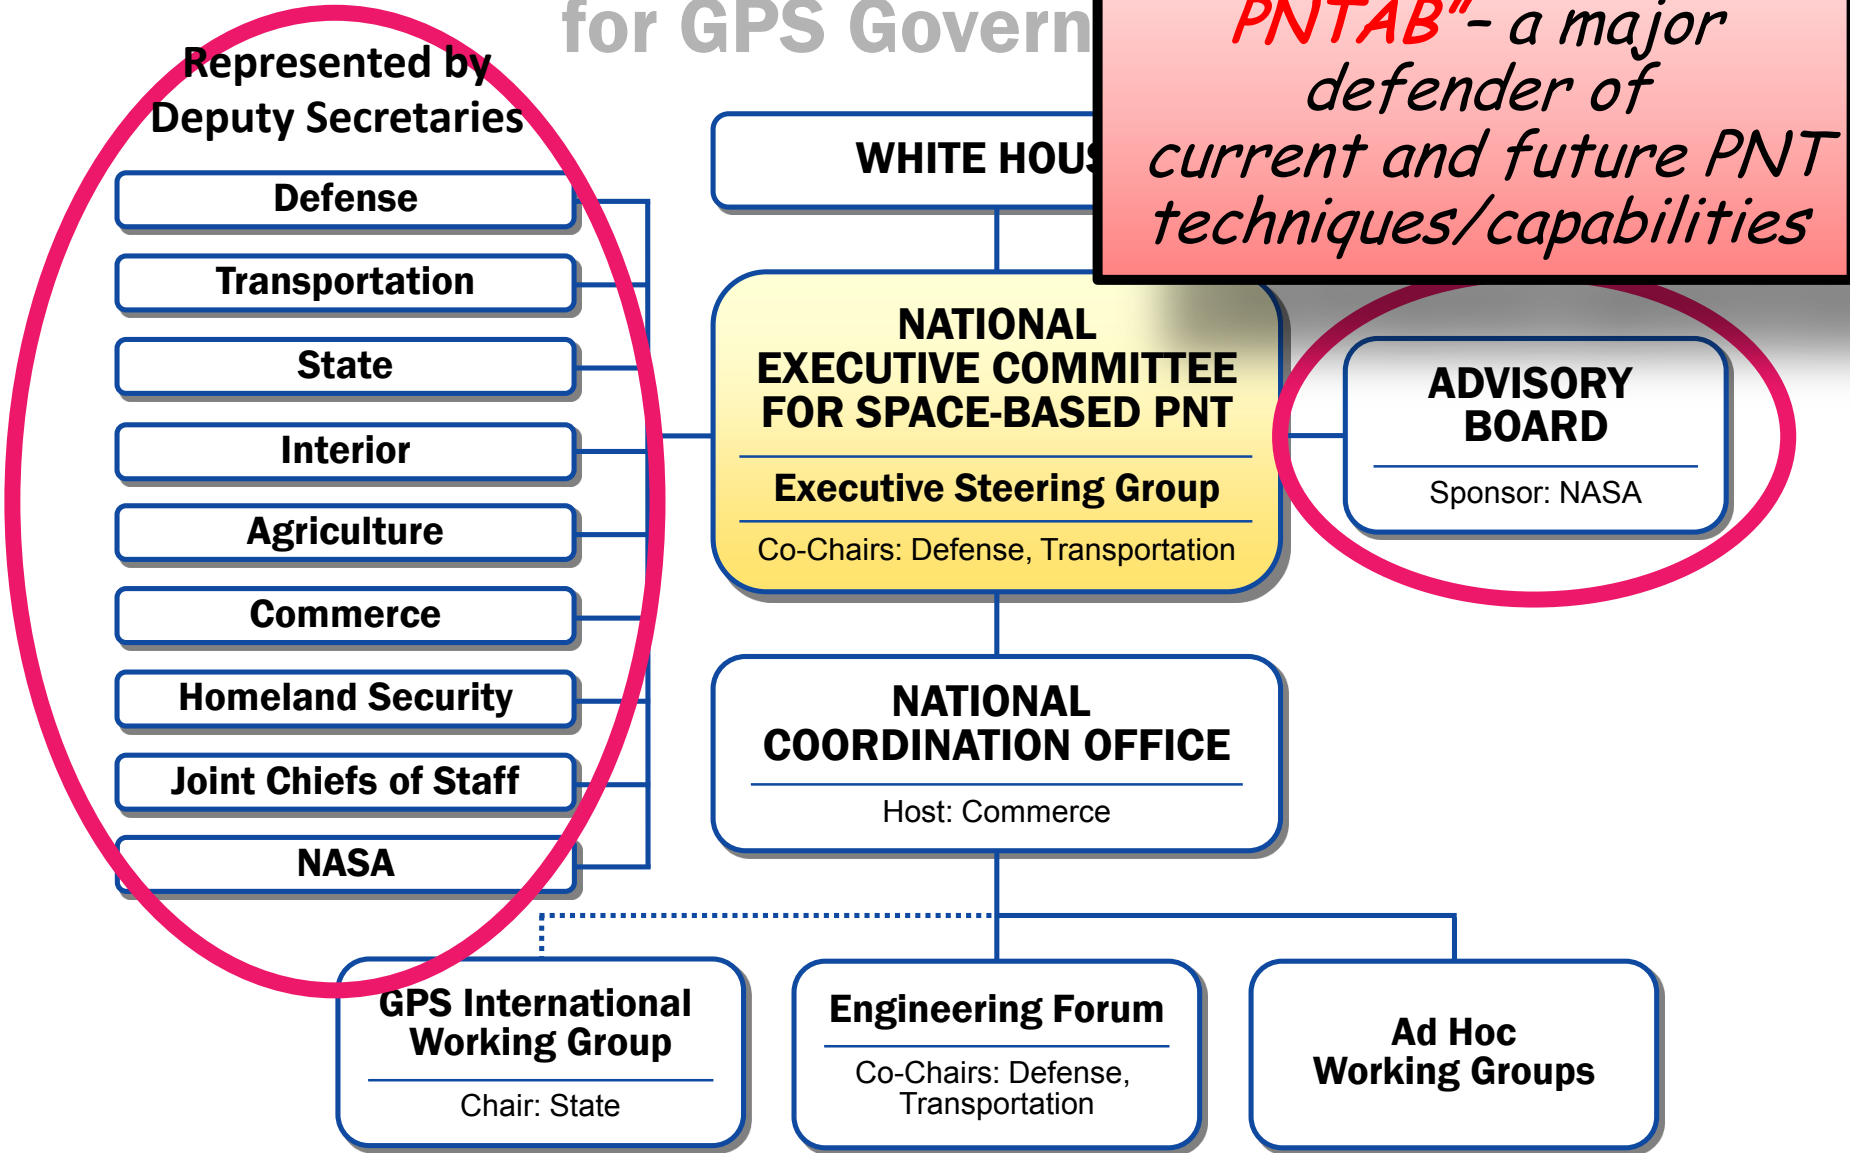 for GPS Govern
PNTAB"- a major
defender of
current and future PNT
techniques/capabilities
Represented by
Deputy Secretaries
Defense
Transportation
State
Interior
Agriculture
Commerce
Homeland Security
Joint Chiefs of Staff
NASA
WHITE HOUS
NATIONAL
EXECUTIVE COMMITTEE
FOR SPACE-BASED PNT
Executive Steering Group
Co-Chairs: Defense, Transportation
ADVISORY
BOARD
Sponsor: NASA
NATIONAL
COORDINATION OFFICE
Host: Commerce
GPS International
Working Group
Chair: State
Engineering Forum
Co-Chairs: Defense,
Transportation
Ad Hoc
Working Groups